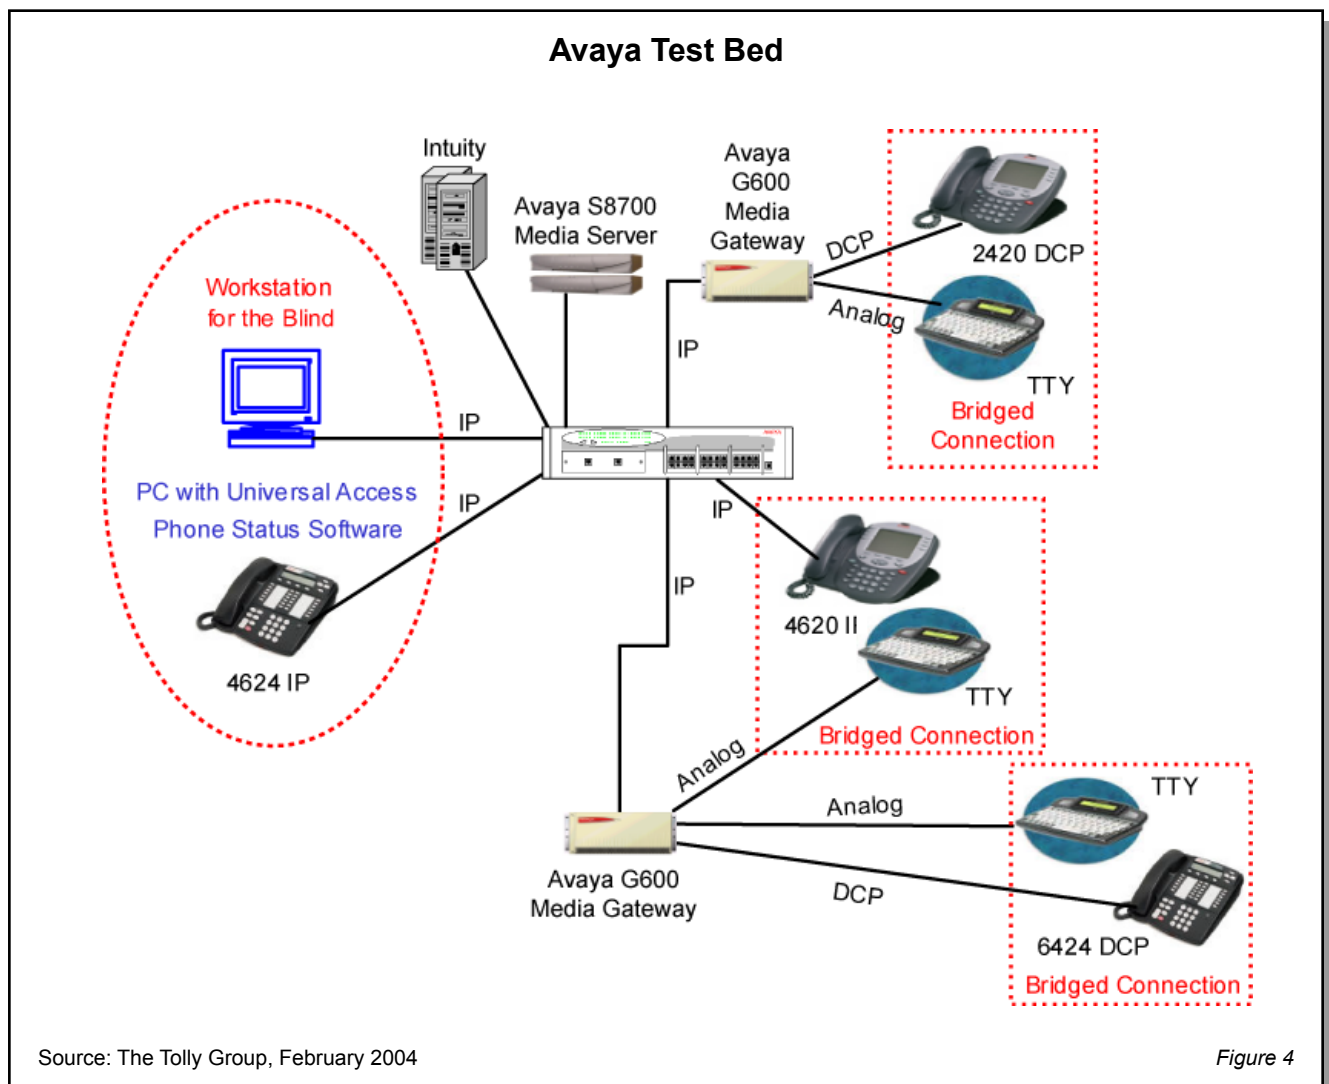 Avaya Test Bed
Intuity
Avaya S8700
Media Server
Avaya
G600
Media
Gateway
DCP
2420 DCP
Analog
TTY
Bridged
Connection
IP
Workstation
for the Blind
IP
PC with Universal Access
Phone Status Software
IP
4624 IP
IP
4620 II
TTY
Bridged Connection
IP
Analog
Analog
TTY
DCP
6424 DCP
Bridged Connection
Avaya G600
Media Gateway
Source: The Tolly Group, February 2004
Figure 4